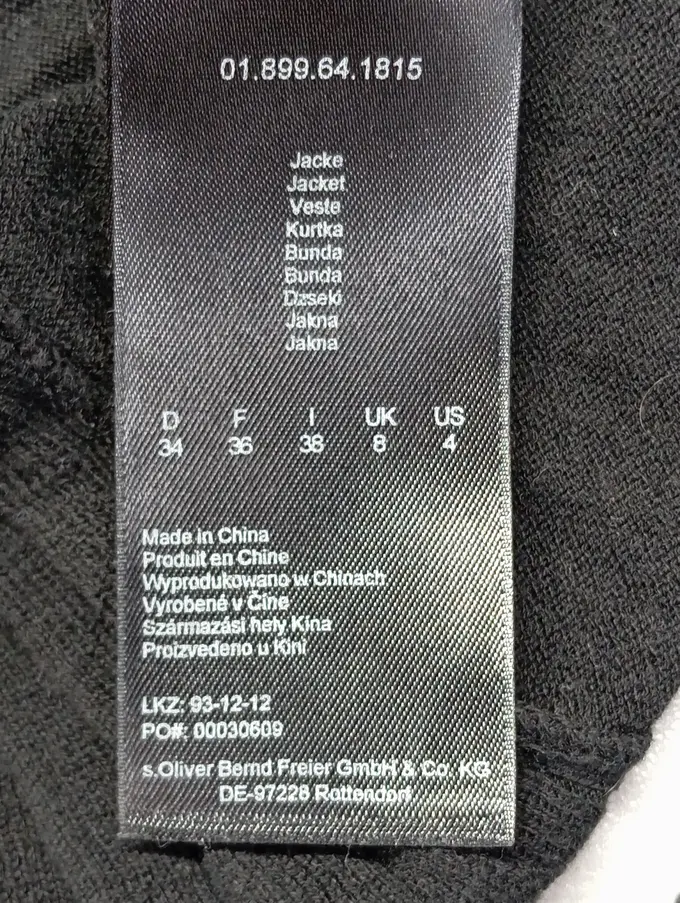 01.899.64.1815
Jacke
Jacket
Veste
Kurtka
Bunda
Bunda
Dzseki
Jakna
Jakna
D F I UK US
34 36 38 8 4
Made in China
Produit en Chine
Wyprodukowano w Chinach
Vyrobené v Číne
Származási hely Kína
Proizvedeno u Kini
LKZ: 93-12-12
PO#: 00030609
s.Oliver Bernd Freier GmbH & Co. KG
DE-97228 Rottendorf